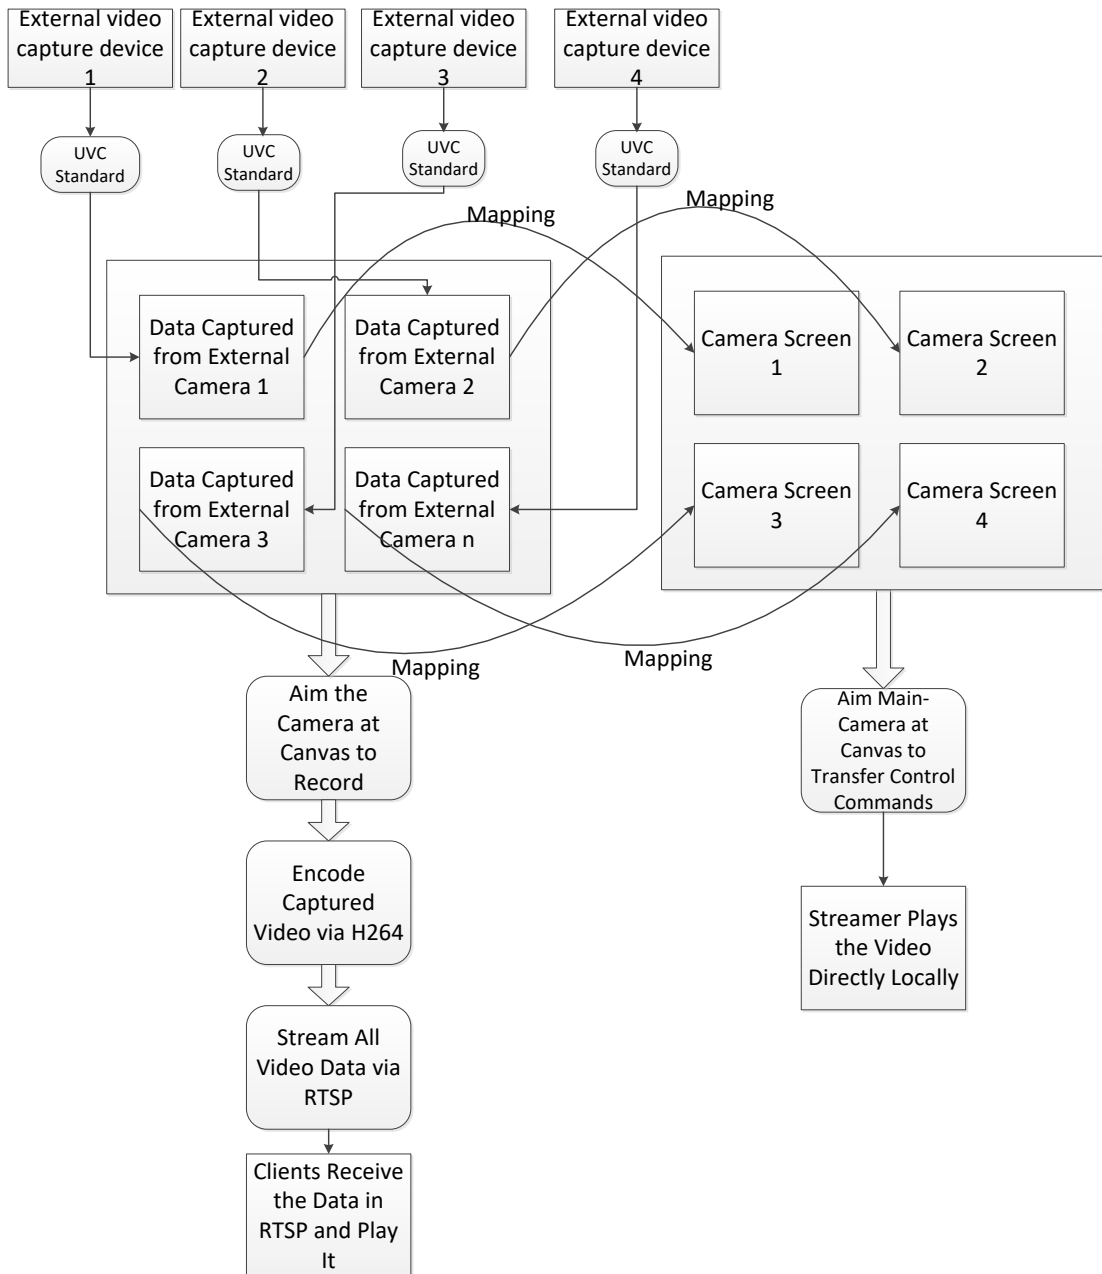 External video
capture device
1
External video
capture device
2
External video
capture device
3
External video
capture device
4
UVC
Standard
UVC
Standard
UVC
Standard
UVC
Standard
Mapping
Mapping
Data Captured
from External
Camera 1
Data Captured
from External
Camera 2
Camera Screen
1
Camera Screen
2
Data Captured
from External
Camera 3
Data Captured
from External
Camera n
Camera Screen
3
Camera Screen
4
Mapping
Mapping
Aim the
Camera at
Canvas to
Record
Aim Main-
Camera at
Canvas to
Transfer Control
Commands
Encode
Captured
Video via H264
Streamer Plays
the Video
Directly Locally
Stream All
Video Data via
RTSP
Clients Receive
the Data in
RTSP and Play
It